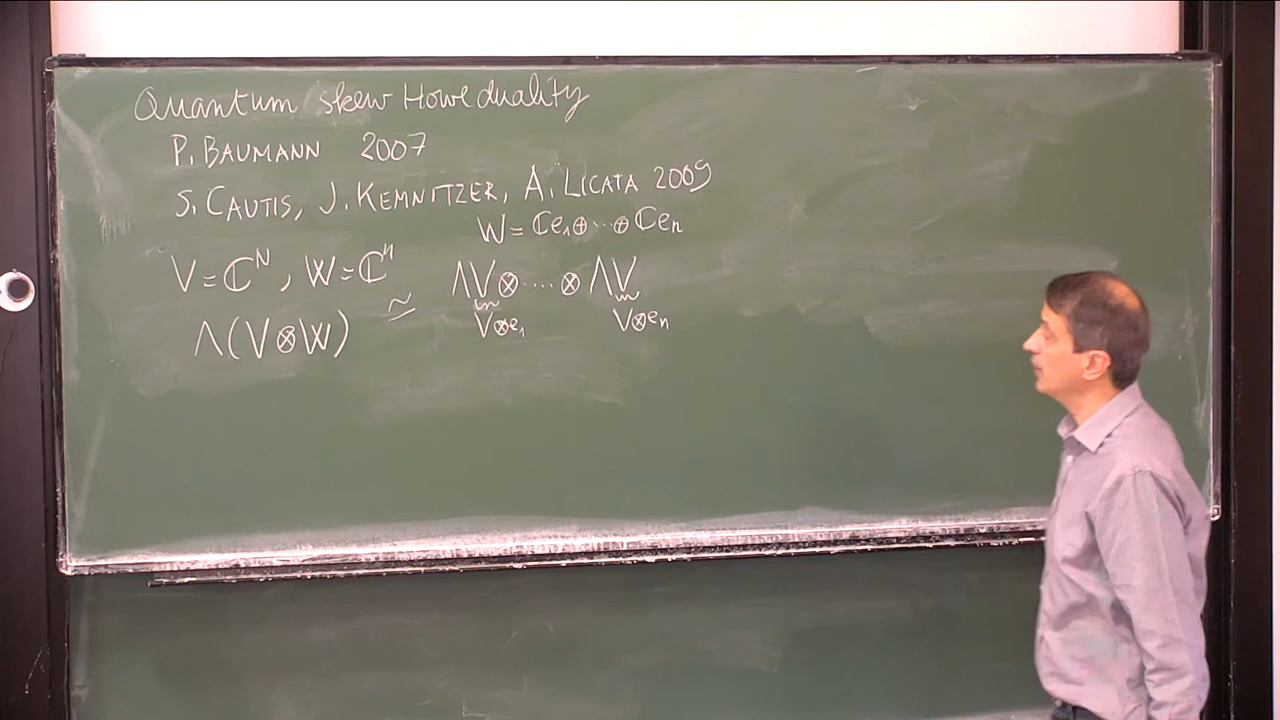 Quantum skew Howe duality
P. BAUMANN 2007
S. CAUTIS, J. KEMNITZER, A. LICATA 2009
W = ℂe₁ ⊕ ... ⊕ ℂeₙ
V = ℂᴺ, W = ℂⁿ
ΛV ⊗ .... ⊗ ΛV
V⊗e₁ V⊗eₙ
Λ(V⊗W) ≃